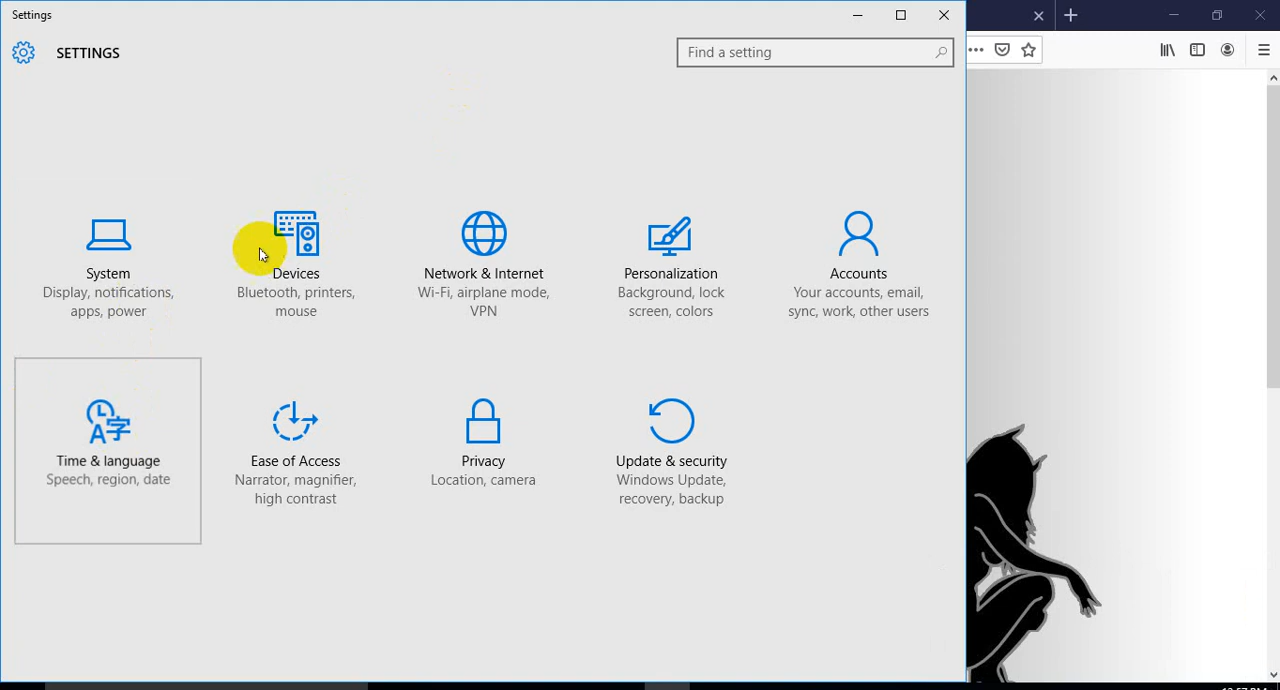 Settings
SETTINGS
Find a setting
System
Display, notifications,
apps, power
Devices
Bluetooth, printers,
mouse
Network & Internet
Wi-Fi, airplane mode,
VPN
Personalization
Background, lock
screen, colors
Accounts
Your accounts, email,
sync, work, other users
Time & language
Speech, region, date
Ease of Access
Narrator, magnifier,
high contrast
Privacy
Location, camera
Update & security
Windows Update,
recovery, backup